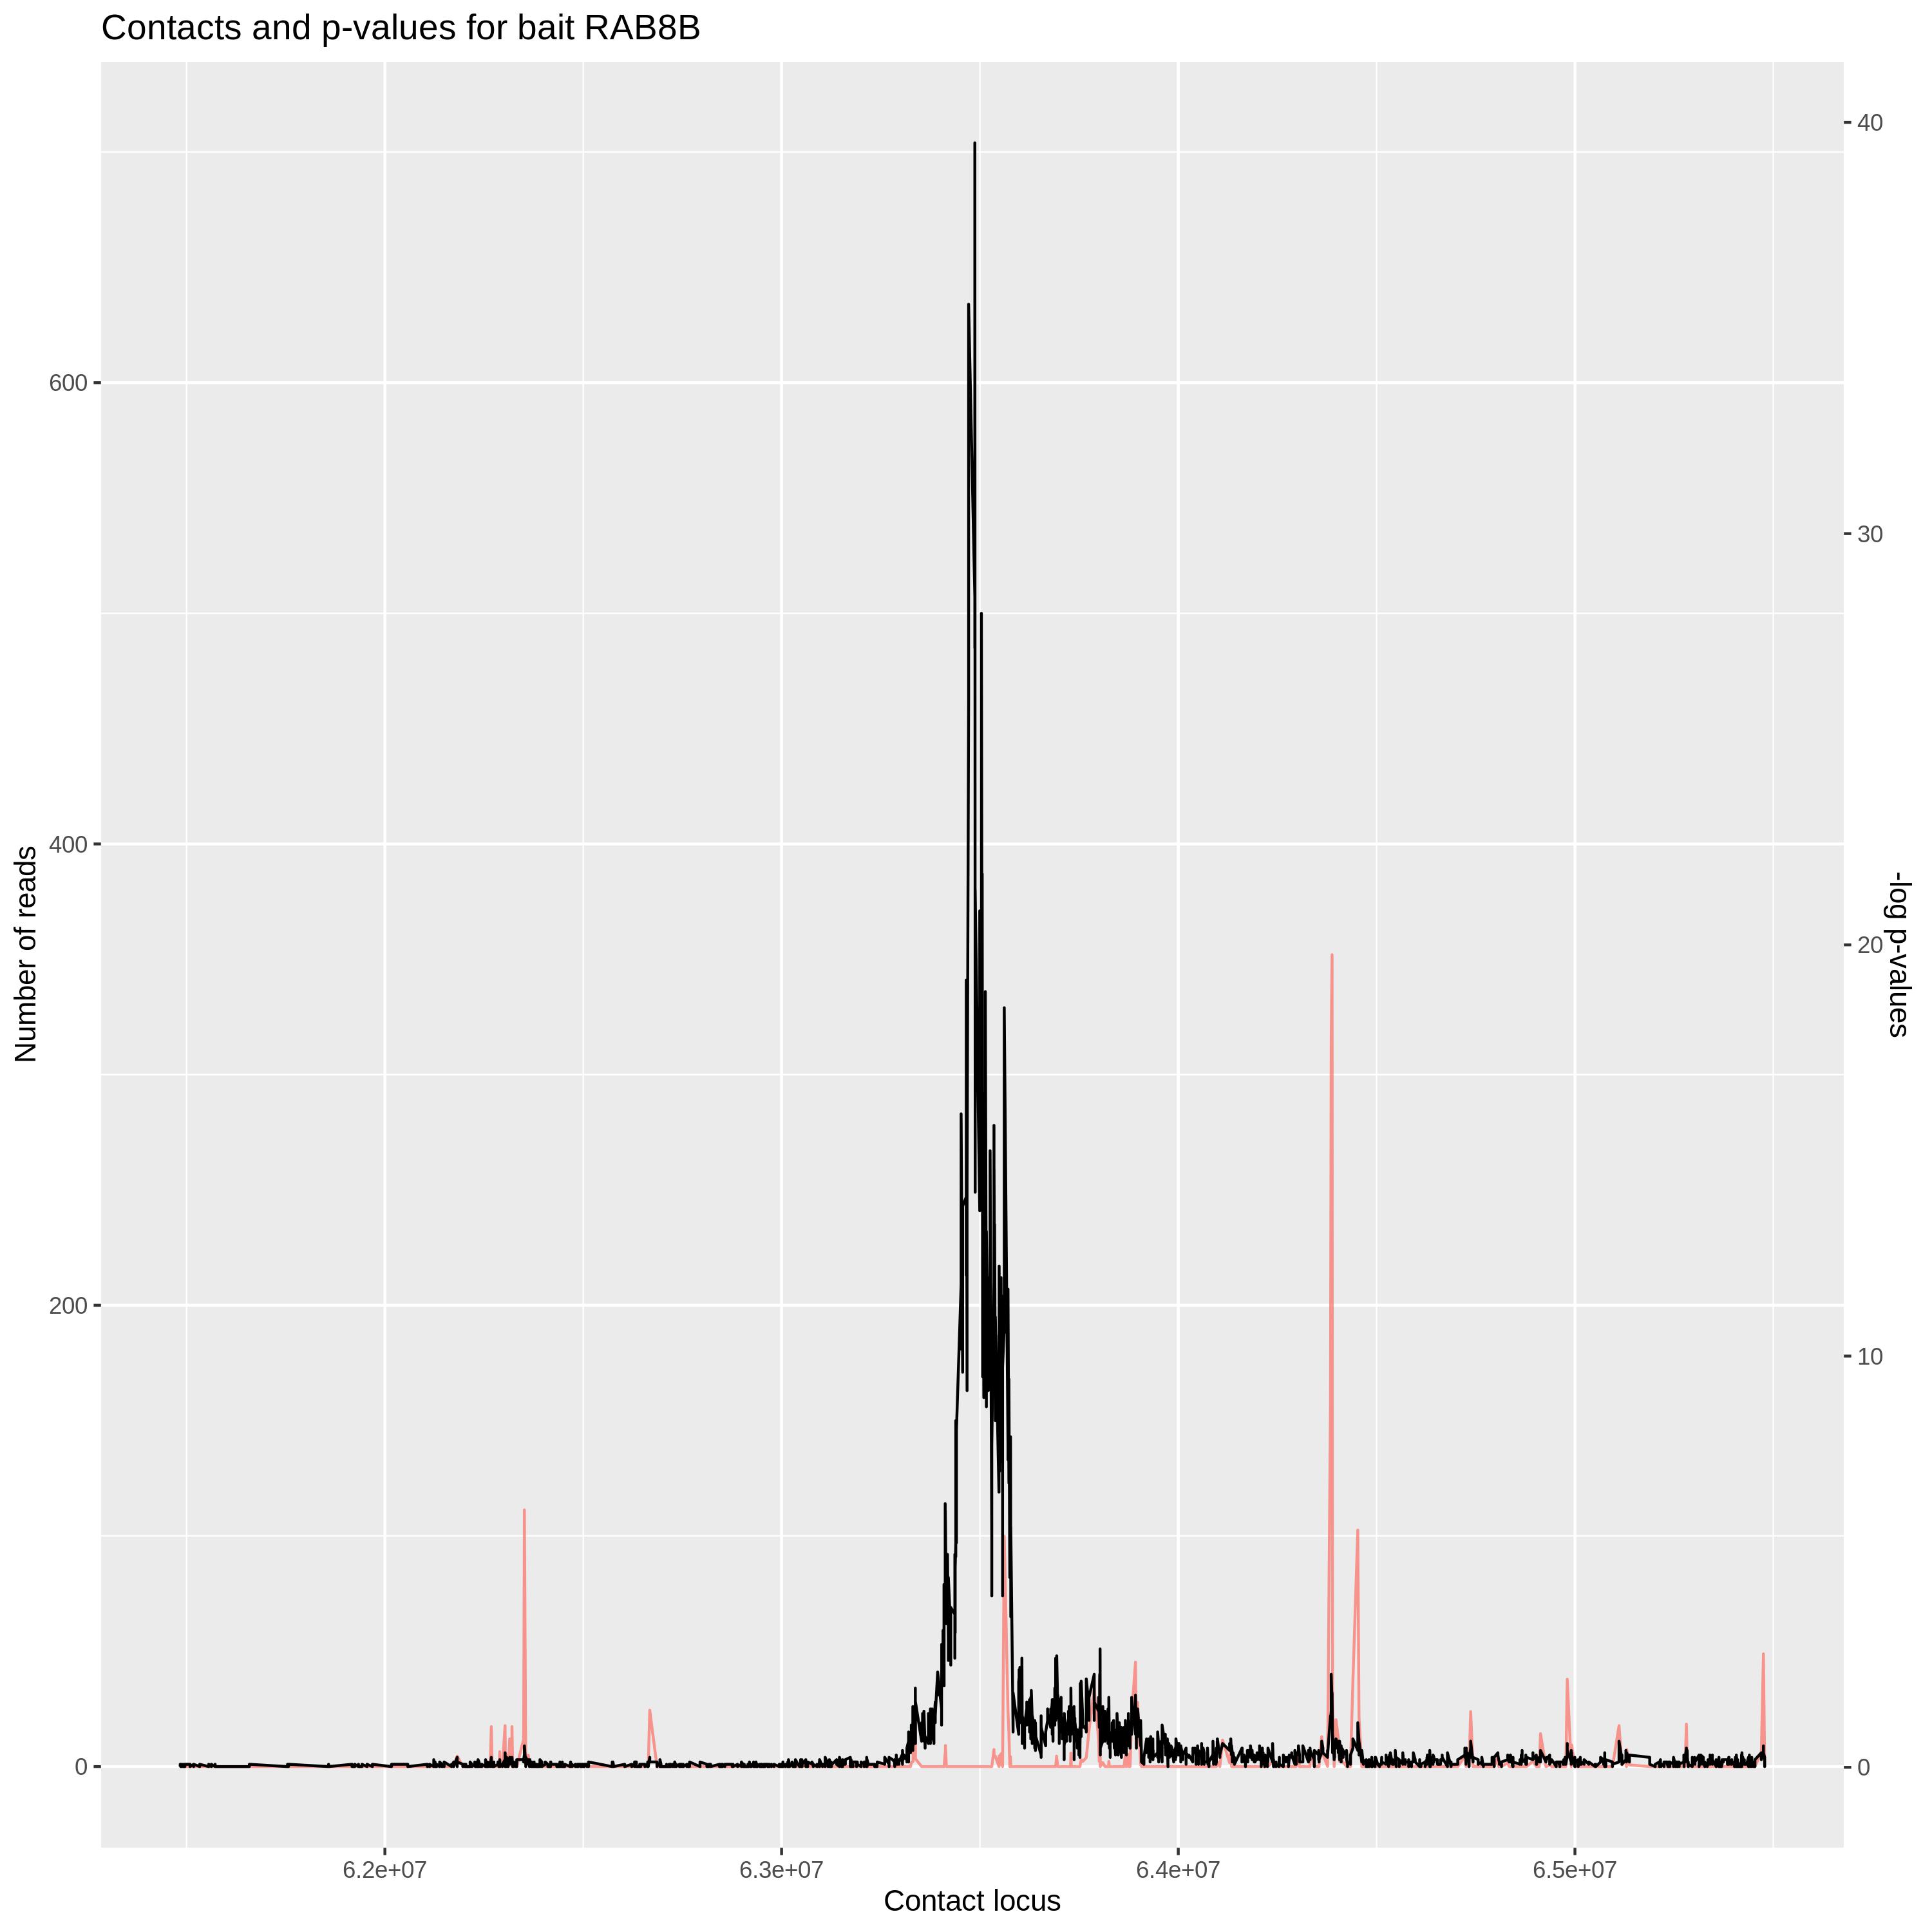 Contacts and p-values for bait RAB8B
600
400
200
0
Number of reads
40
30
20
10
0
-log p-values
6.2e+07
6.3e+07
6.4e+07
6.5e+07
Contact locus